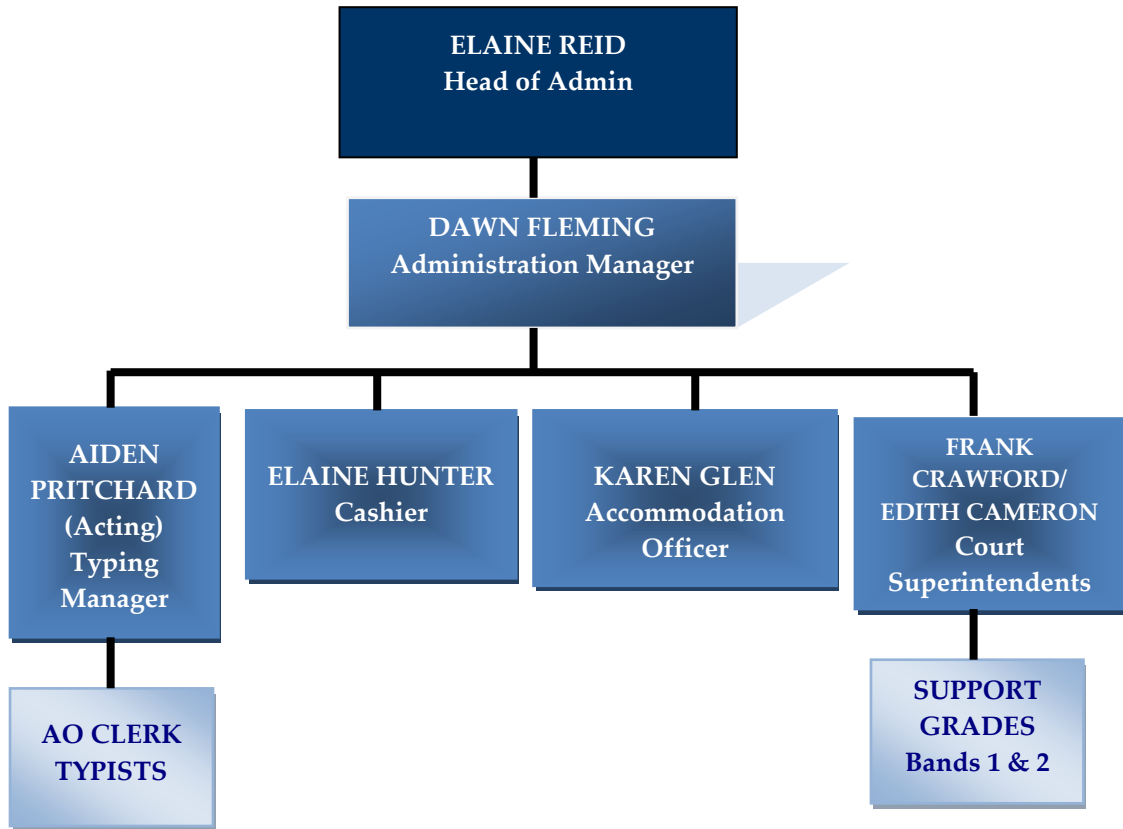 ELAINE REID
Head of Admin
DAWN FLEMING
Administration Manager
AIDEN
PRITCHARD
(Acting)
Typing
Manager
ELAINE HUNTER
Cashier
KAREN GLEN
Accommodation
Officer
FRANK
CRAWFORD/
EDITH CAMERON
Court
Superintendents
AO CLERK
TYPISTS
SUPPORT
GRADES
Bands 1 & 2